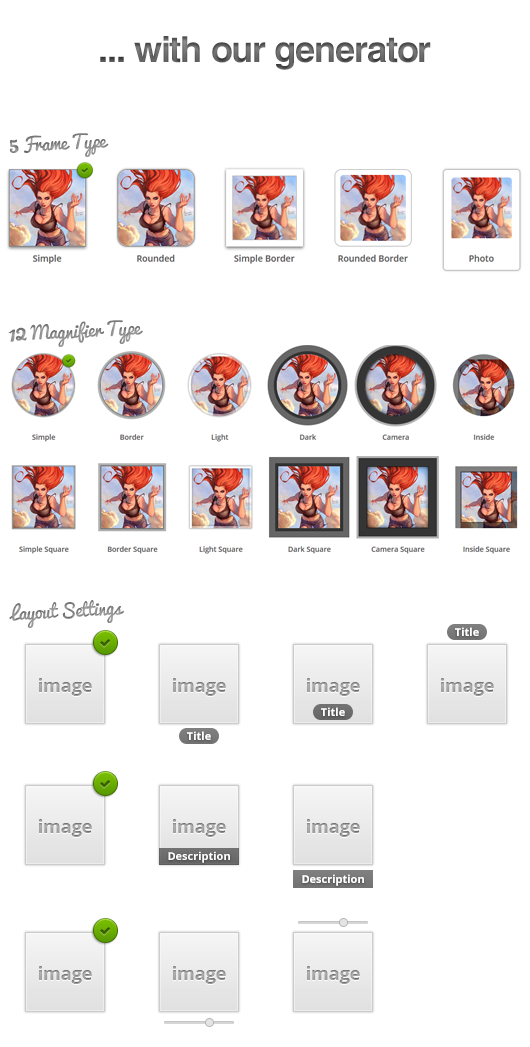 ... with our generator
5 Frame Type
Simple
Rounded
Simple Border
Rounded Border
Photo
12 Magnifier Type
Simple
Border
Light
Dark
Camera
Inside
Simple Square
Border Square
Light Square
Dark Square
Camera Square
Inside Square
Layout Settings
Title
image
image
image
Title
image
Title
image
image
Description
image
Description
image
image
image